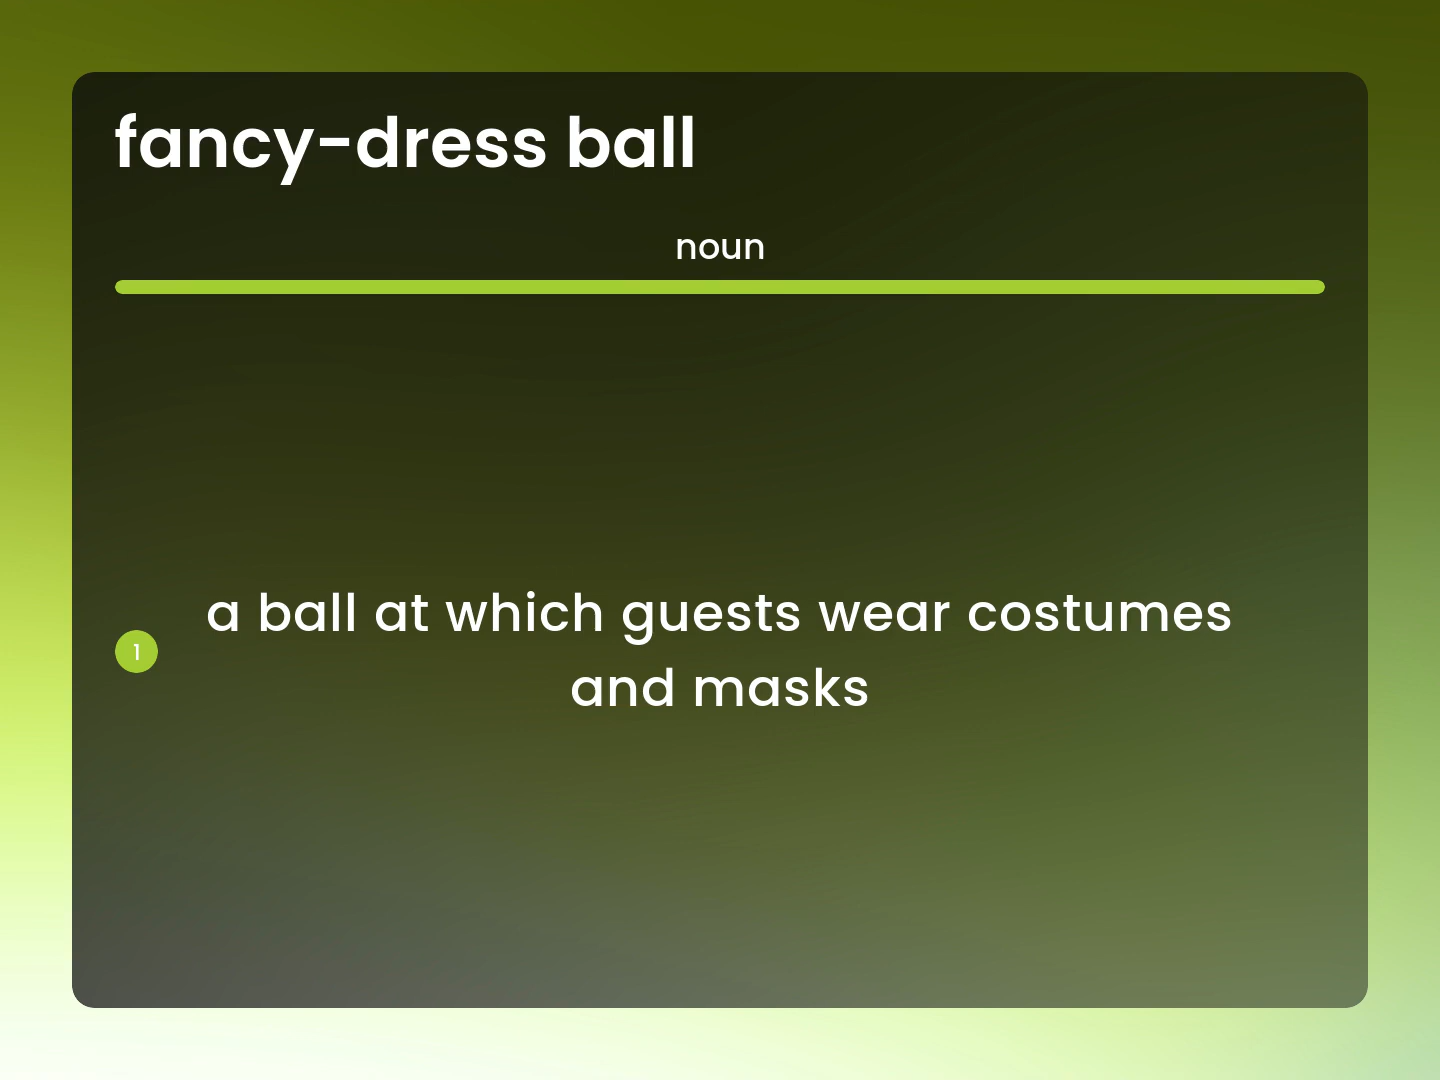 fancy-dress ball
noun
1
a ball at which guests wear costumes
and masks